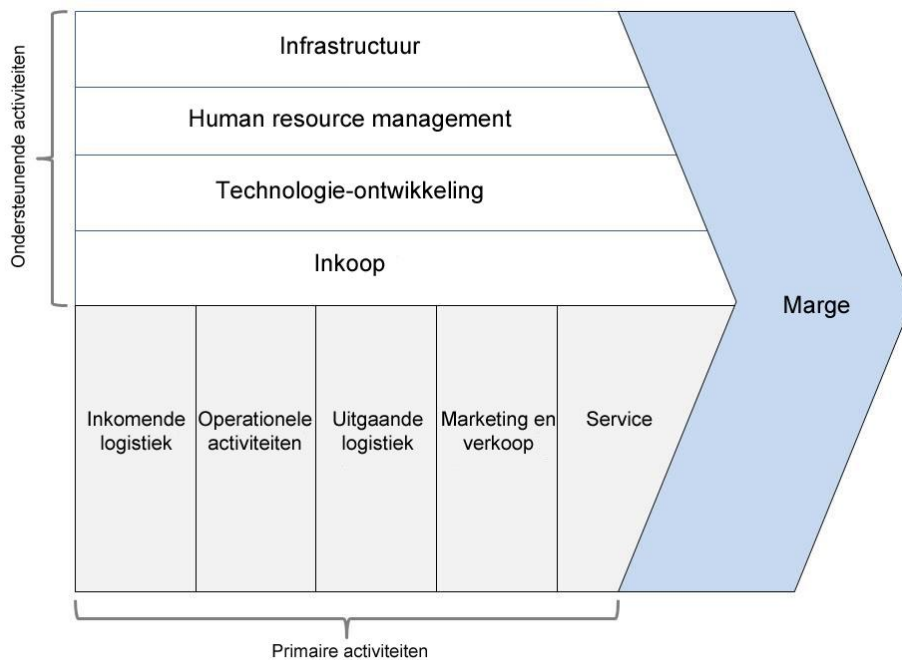 Ondersteunende activiteiten
Infrastructuur
Human resource management
Technologie-ontwikkeling
Inkoop
Marge
Inkomende
logistiek
Operationele
activiteiten
Uitgaande
logistiek
Marketing en
verkoop
Service
Primaire activiteiten